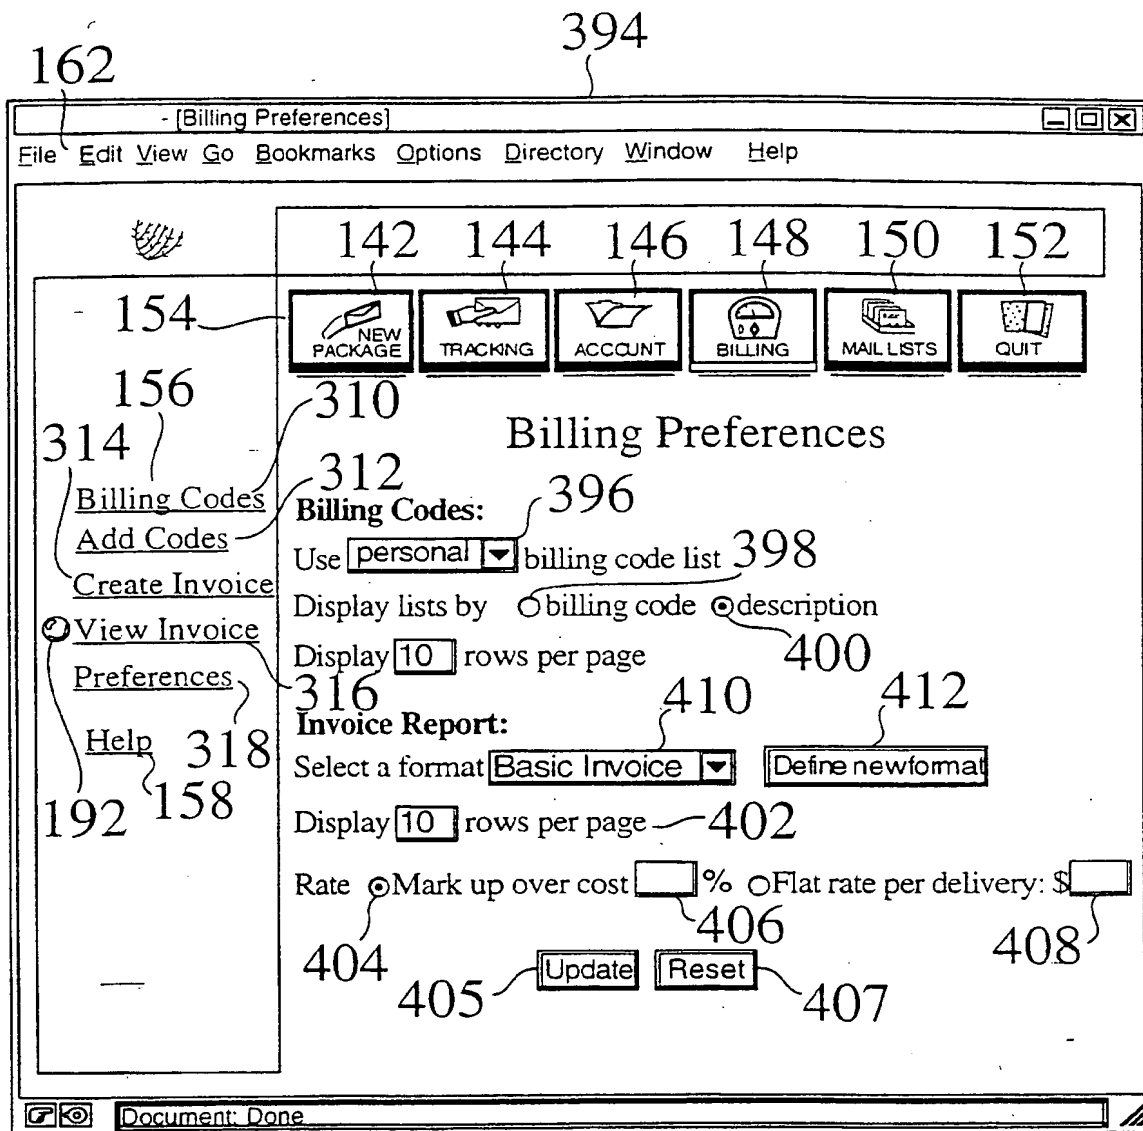 394
162
- [Billing Preferences]
File Edit View Go Bookmarks Options Directory Window Help
142 144 146 148 150 152
154
NEW PACKAGE
TRACKING
ACCOUNT
BILLING
MAIL LISTS
QUIT
156
310
314
Billing Preferences
312
396
Billing Codes
Billing Codes:
Add Codes
Use personal billing code list
398
Create Invoice
Display lists by billing code description
View Invoice
400
Display 10 rows per page
Preferences
316
410
412
Invoice Report:
Help
318
Select a format Basic Invoice Define newformat
158
192
Display 10 rows per page
402
Rate Mark up over cost % Flat rate per delivery: $
406
404
408
Update Reset
405
407
Document: Done